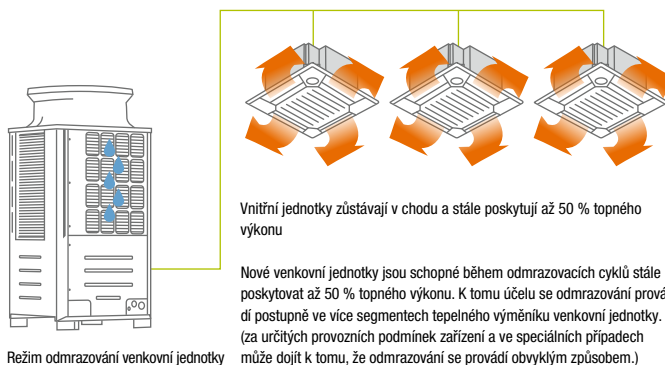 Vnitřní jednotky zůstávají v chodu a stále poskytují až 50 % topného
výkonu
Nové venkovní jednotky jsou schopné během odmrazovacích cyklů stále
poskytovat až 50 % topného výkonu. K tomu účelu se odmrazování prová
dí postupně ve více segmentech tepelného výměníku venkovní jednotky.
(za určitých provozních podmínek zařízení a ve speciálních případech
může dojít k tomu, že odmrazování se provádí obvyklým způsobem.)
Režim odmrazování venkovní jednotky